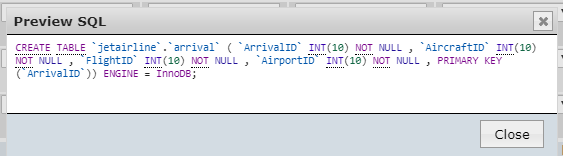 Preview SQL
CREATE TABLE `jetairline`.`arrival` ( `ArrivalID` INT(10) NOT NULL , `AircraftID` INT(10)
NOT NULL , `FlightID` INT(10) NOT NULL , `AirportID` INT(10) NOT NULL , PRIMARY KEY
(`ArrivalID`)) ENGINE = InnoDB;
Close